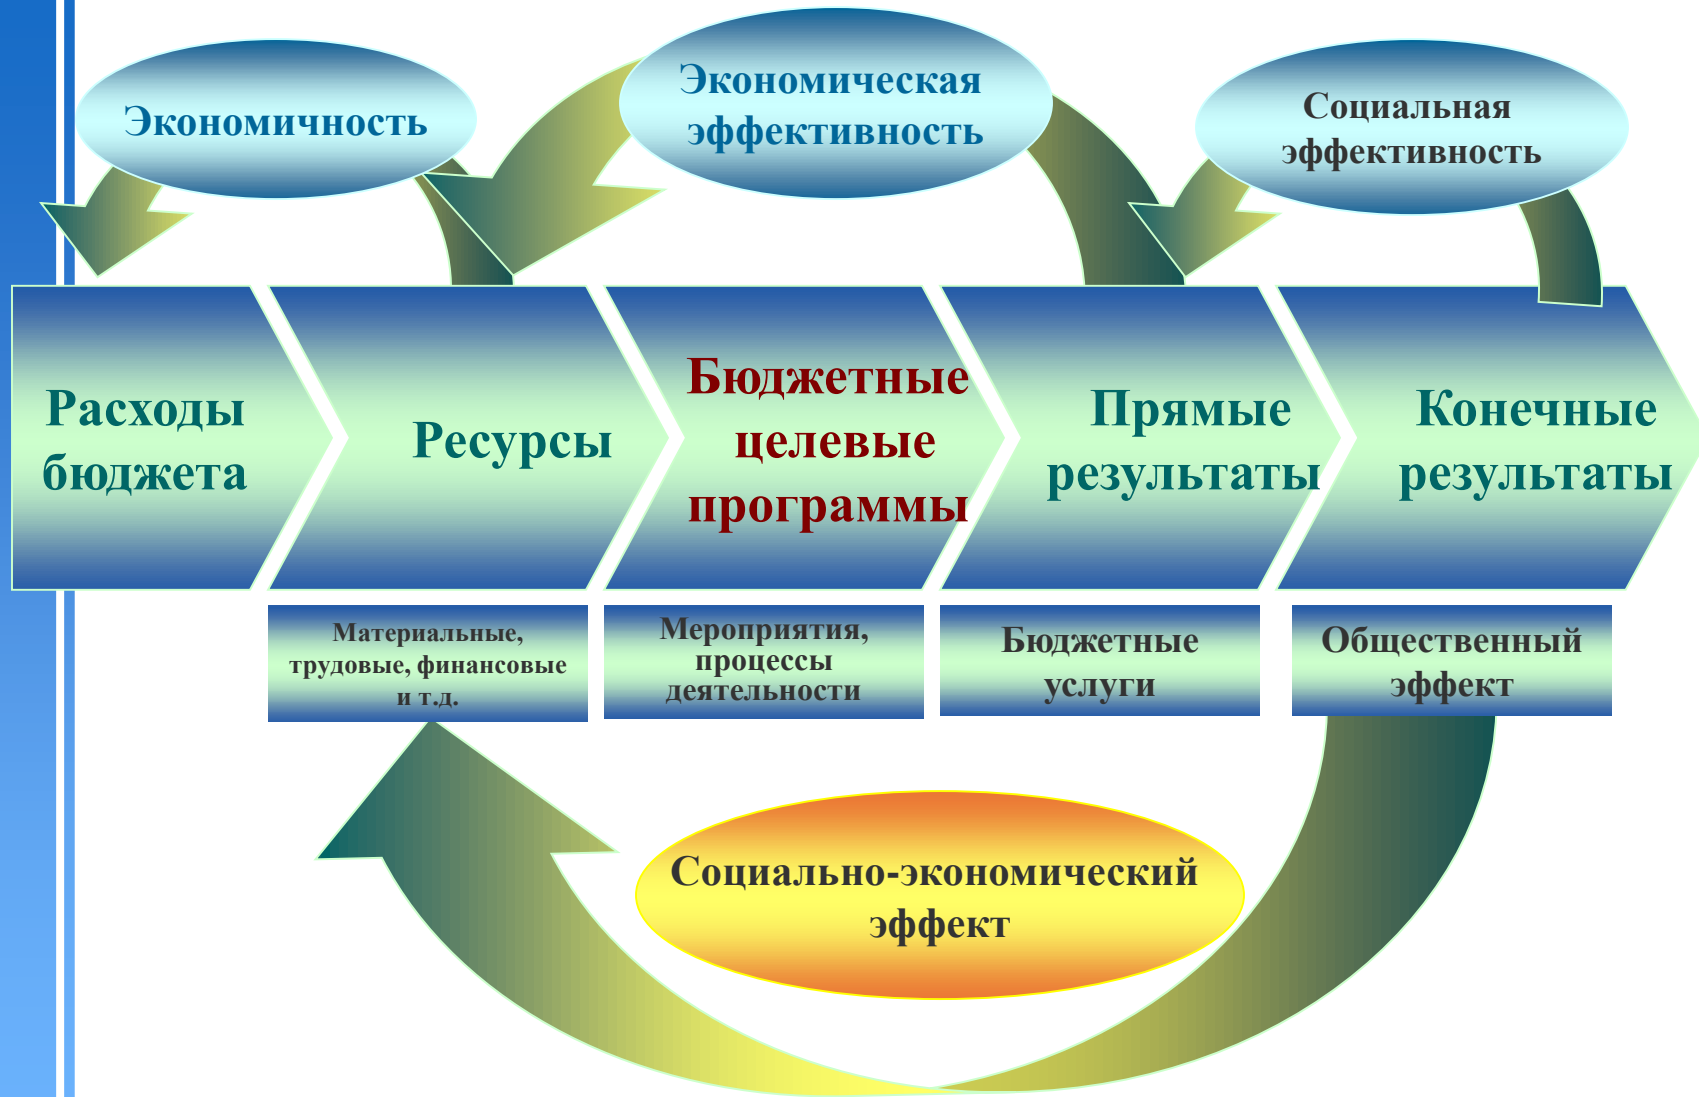 Экономичность
Экономическая
эффективность
Социальная
эффективность
Расходы
бюджета
Ресурсы
Бюджетные
целевые
программы
Прямые
результаты
Конечные
результаты
Материальные,
трудовые, финансовые
и т.д.
Мероприятия,
процессы
деятельности
Бюджетные
услуги
Общественный
эффект
Социально-экономический
эффект